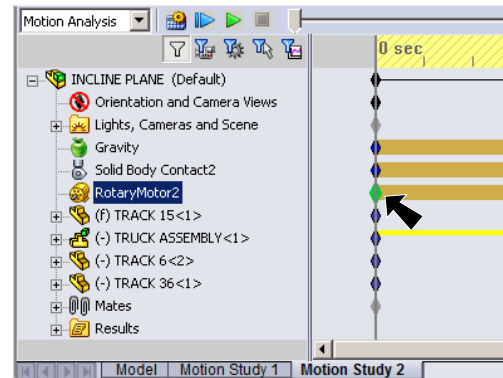 Motion Analysis
0 sec
INCLINE PLANE (Default)
Orientation and Camera Views
Lights, Cameras and Scene
Gravity
Solid Body Contact2
RotaryMotor2
(f) TRACK 15<1>
(-) TRUCK ASSEMBLY<1>
(-) TRACK 6<2>
(-) TRACK 36<1>
Mates
Results
Model Motion Study 1 Motion Study 2